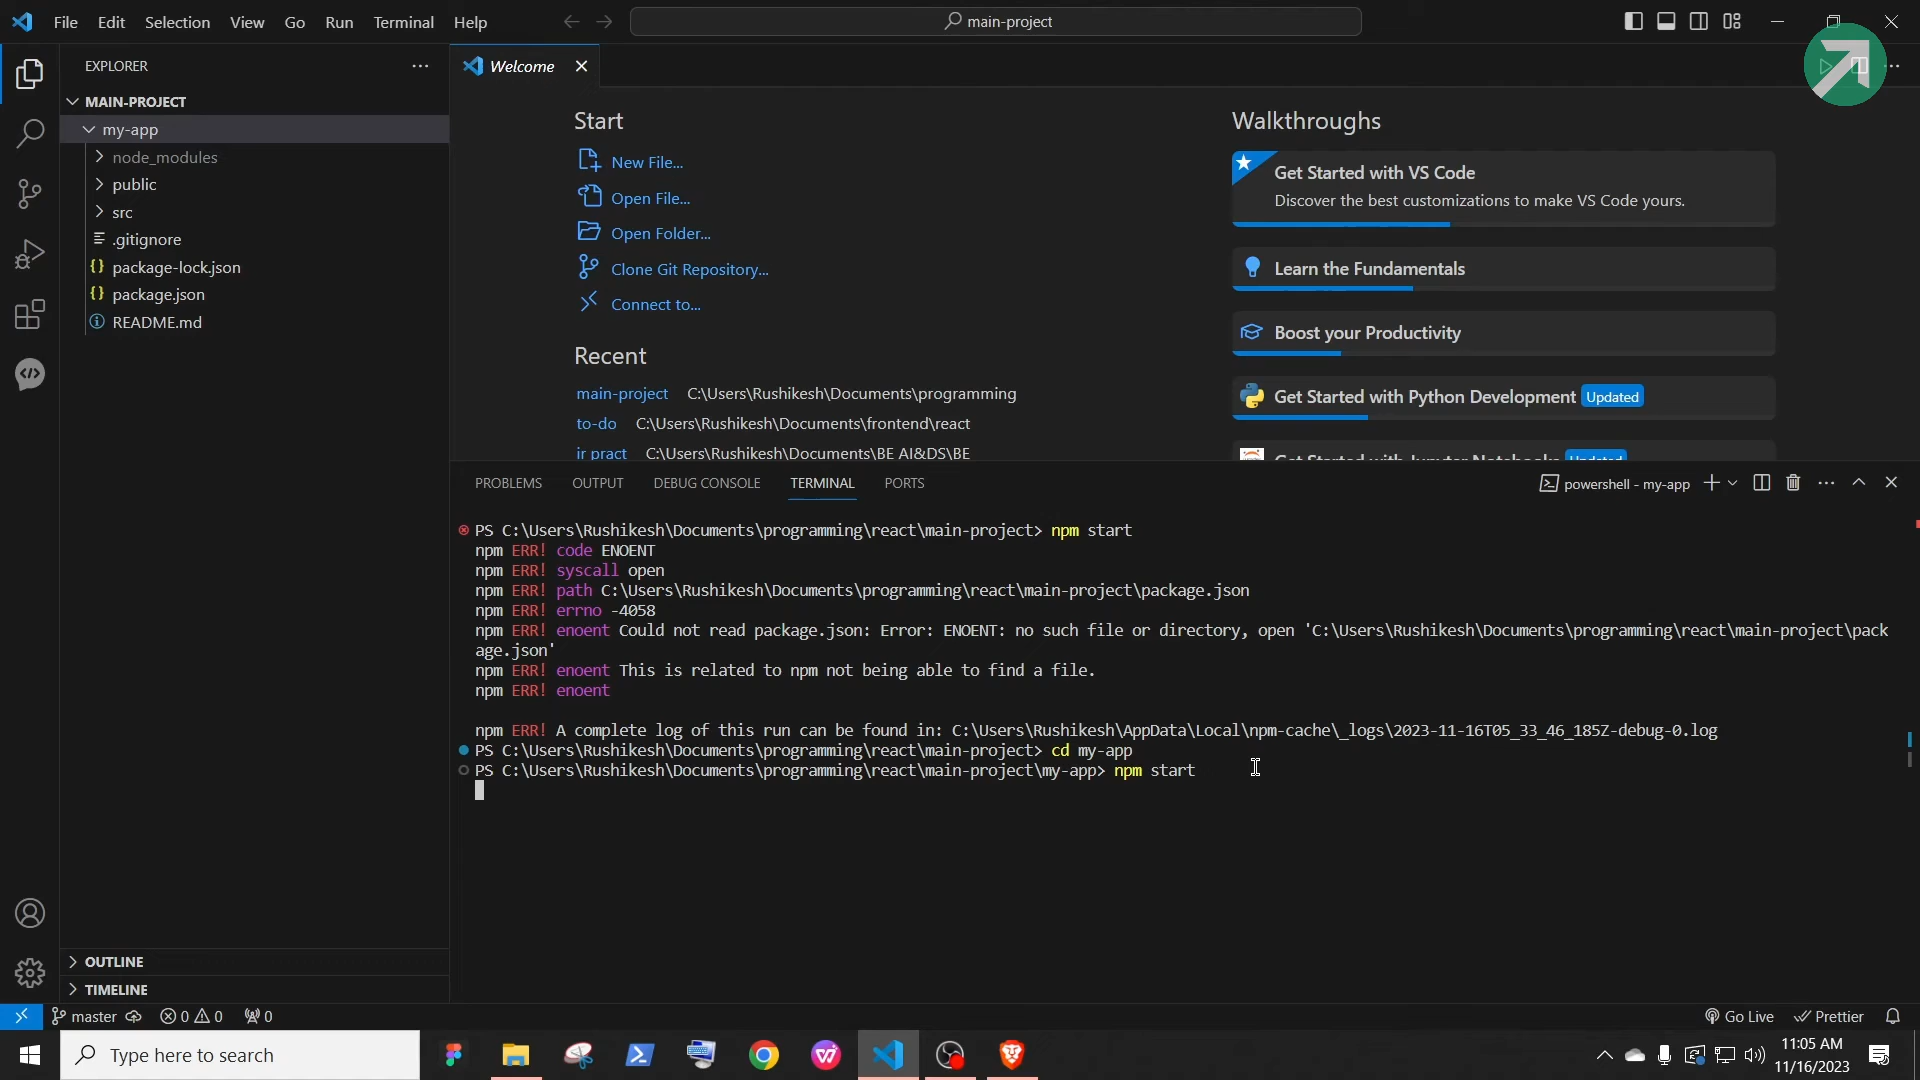 File Edit Selection View Go Run Terminal Help
main-project
EXPLORER
MAIN-PROJECT
my-app
node_modules
public
src
.gitignore
package-lock.json
package.json
README.md
OUTLINE
TIMELINE
Welcome
Start
New File...
Open File...
Open Folder...
Clone Git Repository...
Connect to...
Recent
main-project C:\Users\Rushikesh\Documents\programming
to-do C:\Users\Rushikesh\Documents\frontend\react
ir pract C:\Users\Rushikesh\Documents\BE AI&DS\BE
Walkthroughs
Get Started with VS Code
Discover the best customizations to make VS Code yours.
Learn the Fundamentals
Boost your Productivity
Get Started with Python Development Updated
Get Started with Jupyter Notebooks Updated
PROBLEMS OUTPUT DEBUG CONSOLE TERMINAL PORTS
powershell - my-app
PS C:\Users\Rushikesh\Documents\programming\react\main-project> npm start
npm ERR! code ENOENT
npm ERR! syscall open
npm ERR! path C:\Users\Rushikesh\Documents\programming\react\main-project\package.json
npm ERR! errno -4058
npm ERR! enoent Could not read package.json: Error: ENOENT: no such file or directory, open 'C:\Users\Rushikesh\Documents\programming\react\main-project\pack
age.json'
npm ERR! enoent This is related to npm not being able to find a file.
npm ERR! enoent
npm ERR! A complete log of this run can be found in: C:\Users\Rushikesh\AppData\Local\npm-cache\_logs\2023-11-16T05_33_46_185Z-debug-0.log
PS C:\Users\Rushikesh\Documents\programming\react\main-project> cd my-app
PS C:\Users\Rushikesh\Documents\programming\react\main-project\my-app> npm start
master 0 0 0
Go Live Prettier
Type here to search
11:05 AM
11/16/2023